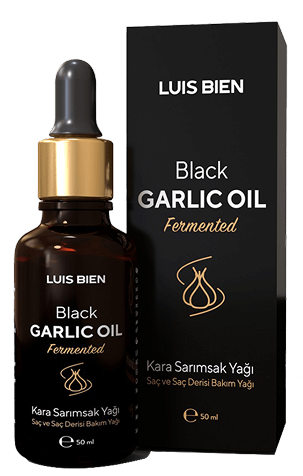 LUIS BIEN
Black
GARLIC OIL
Fermented
Kara Sarımsak Yağı
Saç ve Saç Derisi Bakım Yağı
℮ 50 ml
LUIS BIEN
Black
GARLIC OIL
Fermented
Kara Sarımsak Yağı
Saç ve Saç Derisi Bakım Yağı
℮ 50 ml